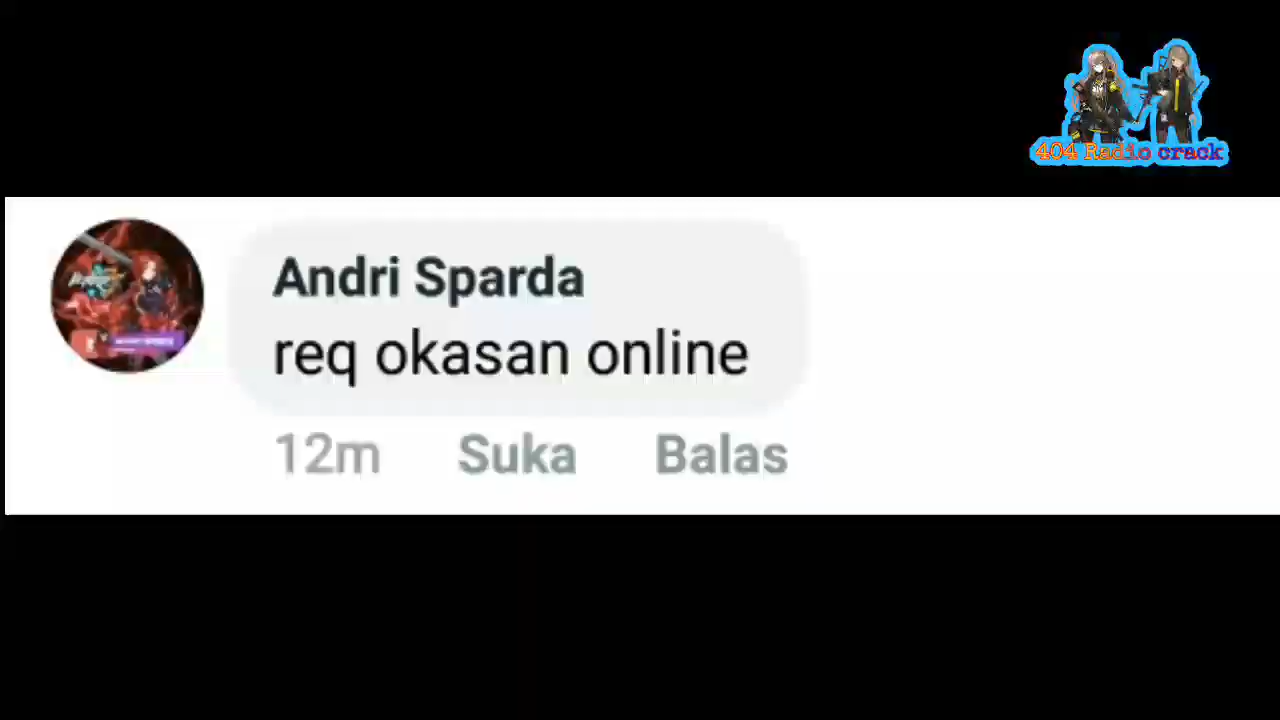 404 Radio crack
Andri Sparda
req okasan online
12m Suka Balas